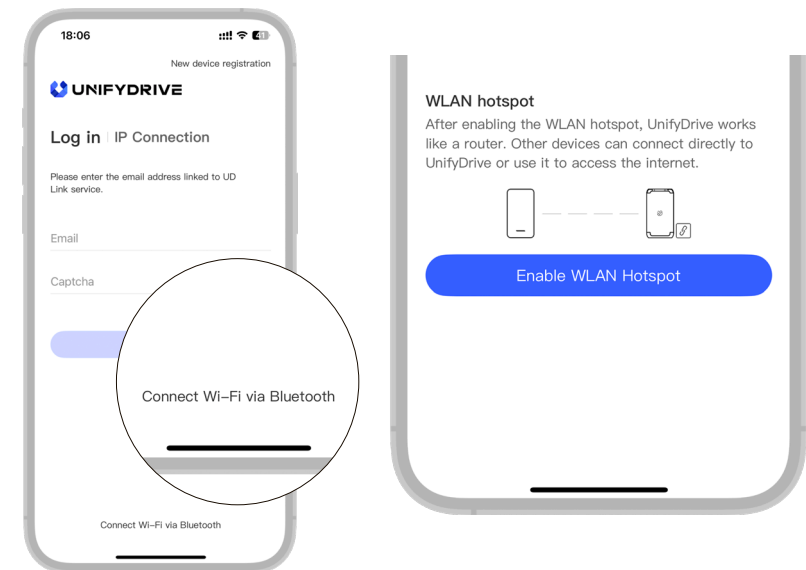 18:06
41
New device registration
UNIFYDRIVE
Log in | IP Connection
Please enter the email address linked to UD
Link service.
Email
Captcha
Connect Wi-Fi via Bluetooth
Connect Wi-Fi via Bluetooth
WLAN hotspot
After enabling the WLAN hotspot, UnifyDrive works
like a router. Other devices can connect directly to
UnifyDrive or use it to access the internet.
Enable WLAN Hotspot